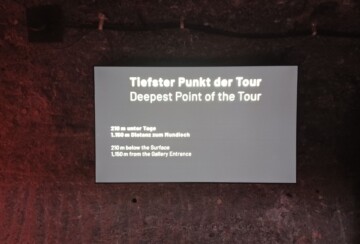 Tiefster Punkt der Tour
Deepest Point of the Tour
210 m unter Tage
1.150 m Distanz zum Mundloch
210 m below the Surface
1,150 m from the Gallery Entrance